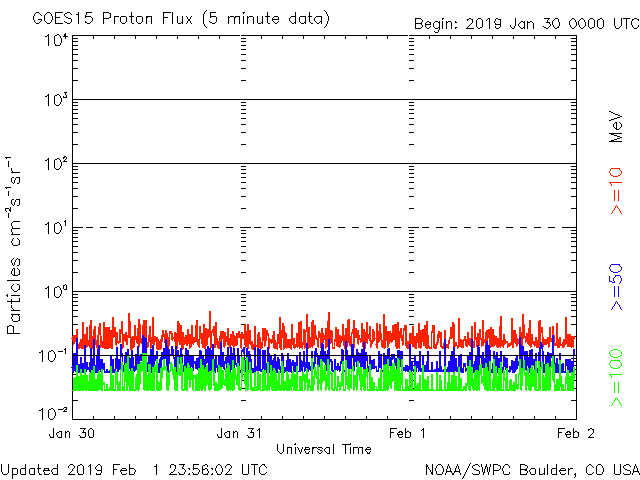 GOES15 Proton Flux (5 minute data)
Begin: 2019 Jan 30 0000 UTC
10⁴
10³
10²
10¹
10⁰
10⁻¹
10⁻²
Particles cm⁻²s⁻¹sr⁻¹
MeV
>=10
>=50
>=100
Jan 30
Jan 31
Feb 1
Feb 2
Universal Time
Updated 2019 Feb 1 23:56:02 UTC
NOAA/SWPC Boulder, CO USA